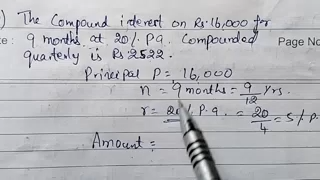 ) The Compound interest on Rs. 16,000 for
te : 9 months at 20%. P.a. Compounded Page No
quarterly is Rs 2522.
Principal P = 16,000
n = 9 months = 9/12 yrs.
r = 20%. P.a. = 20/4 = 5%. P
Amount =